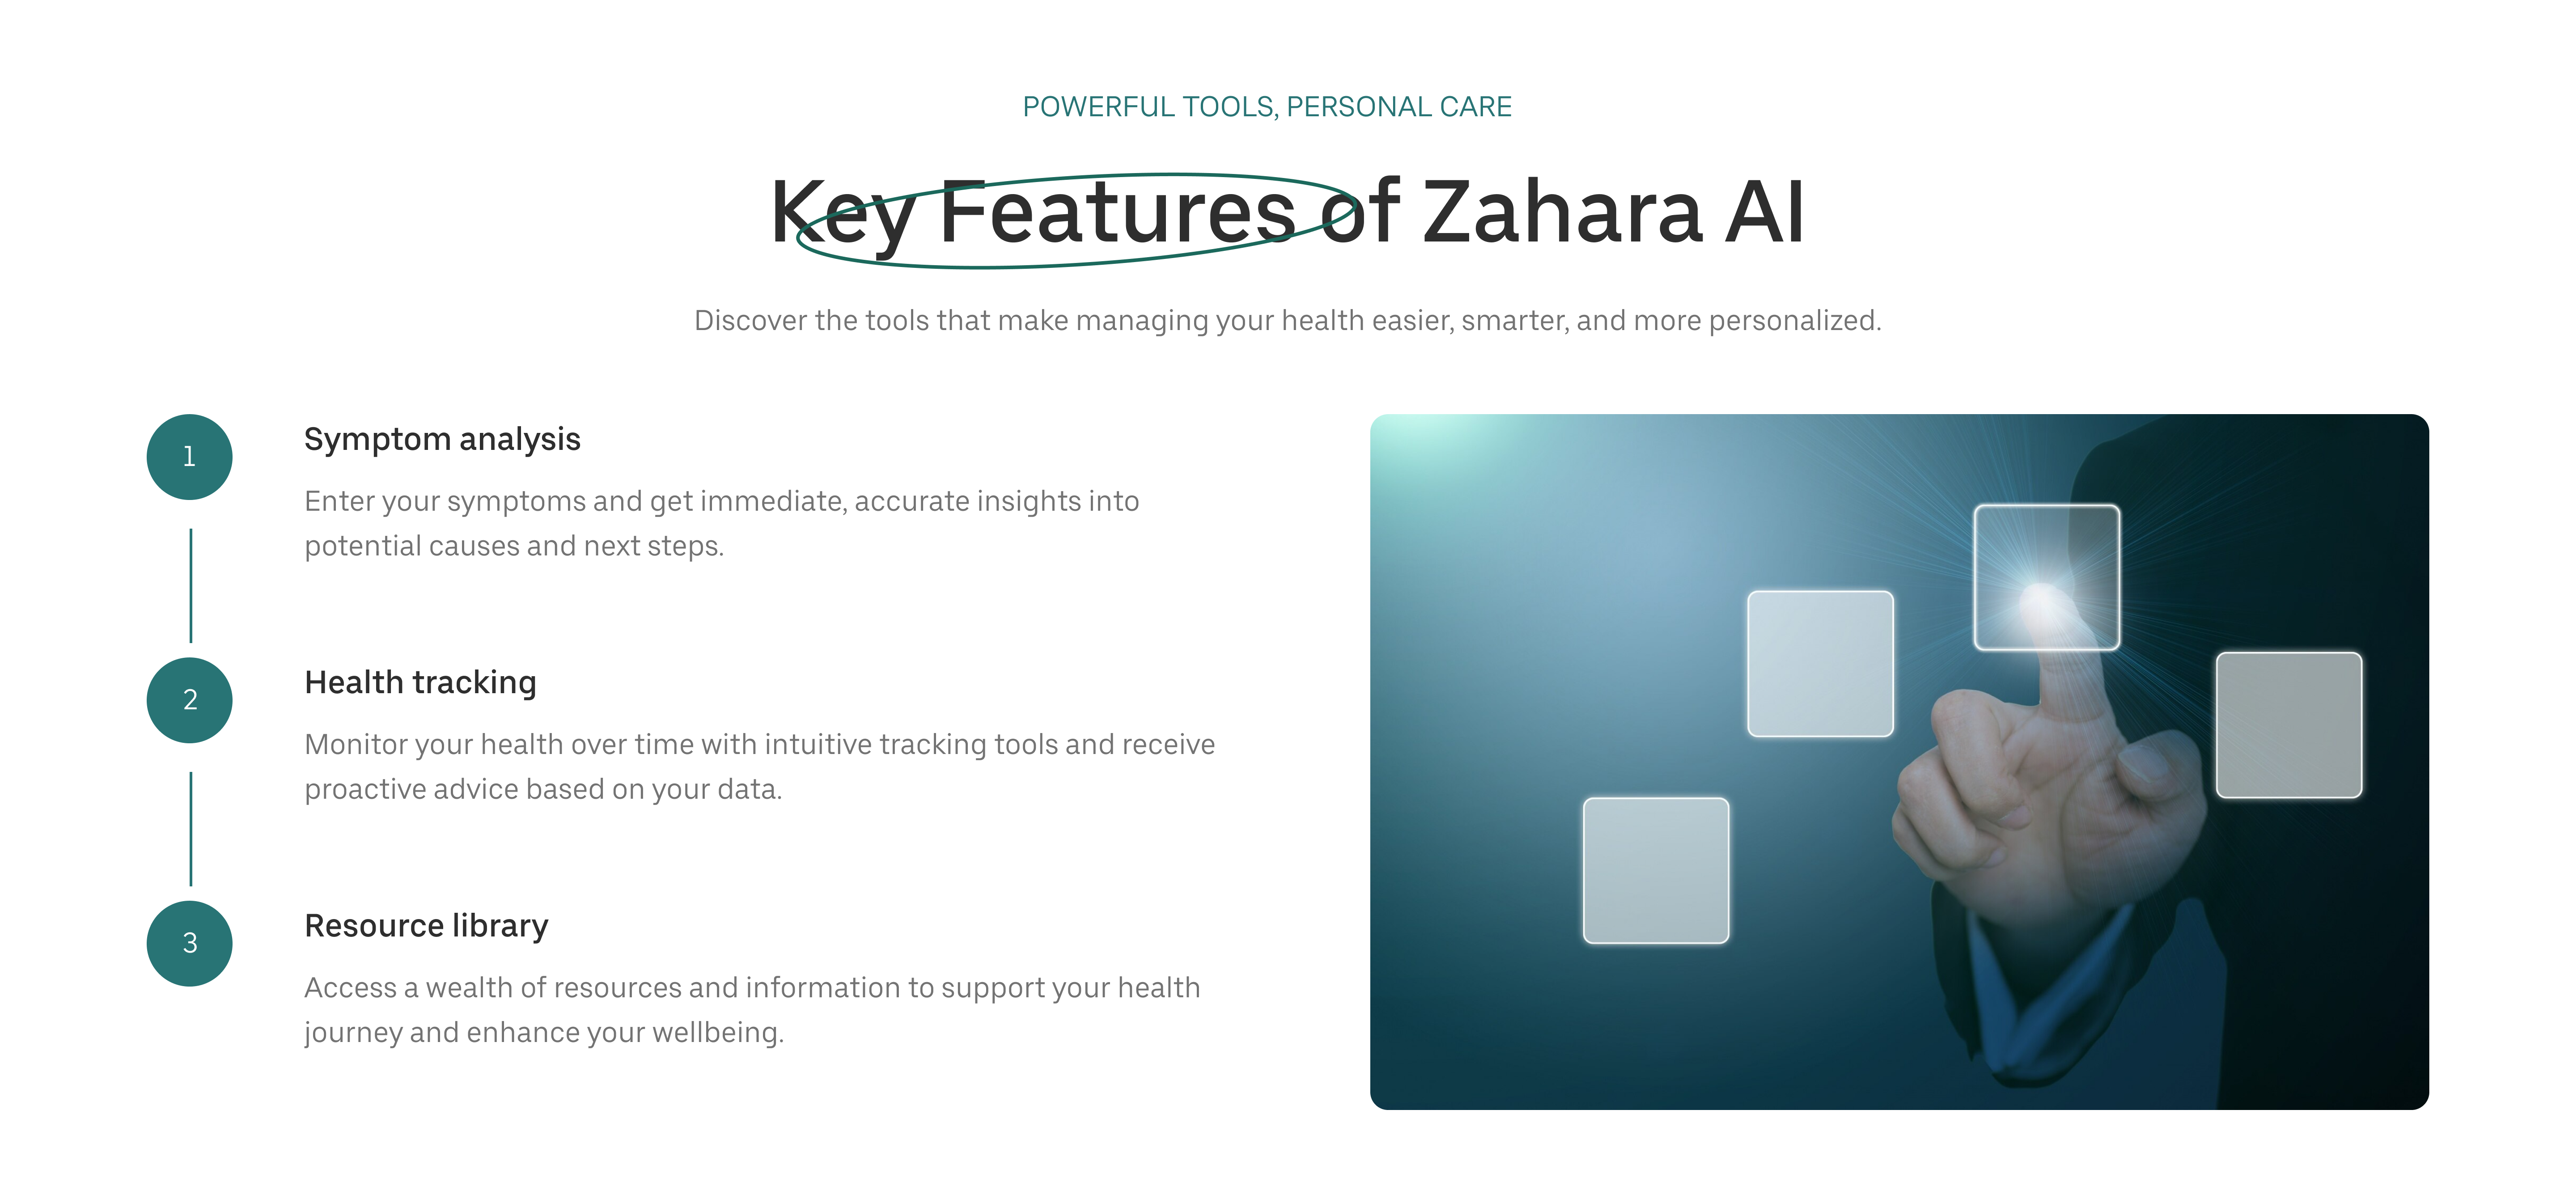 POWERFUL TOOLS, PERSONAL CARE
Key Features of Zahara AI
Discover the tools that make managing your health easier, smarter, and more personalized.
1
Symptom analysis
Enter your symptoms and get immediate, accurate insights into
potential causes and next steps.
2
Health tracking
Monitor your health over time with intuitive tracking tools and receive
proactive advice based on your data.
3
Resource library
Access a wealth of resources and information to support your health
journey and enhance your wellbeing.